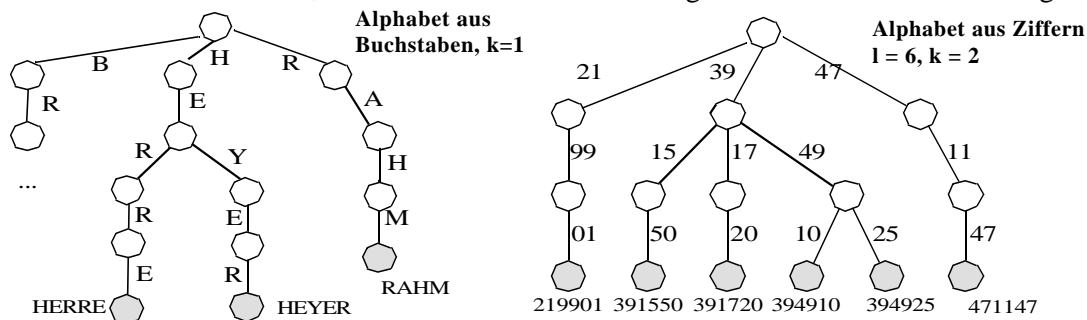 Alphabet aus
Buchstaben, k=1
B
H
R
R
E
A
R
Y
H
...
R
E
M
E
R
HERRE
HEYER
RAHM
Alphabet aus Ziffern
l = 6, k = 2
21
39
47
99
15
17
49
11
01
50
20
10
25
47
219901
391550
391720
394910
394925
471147